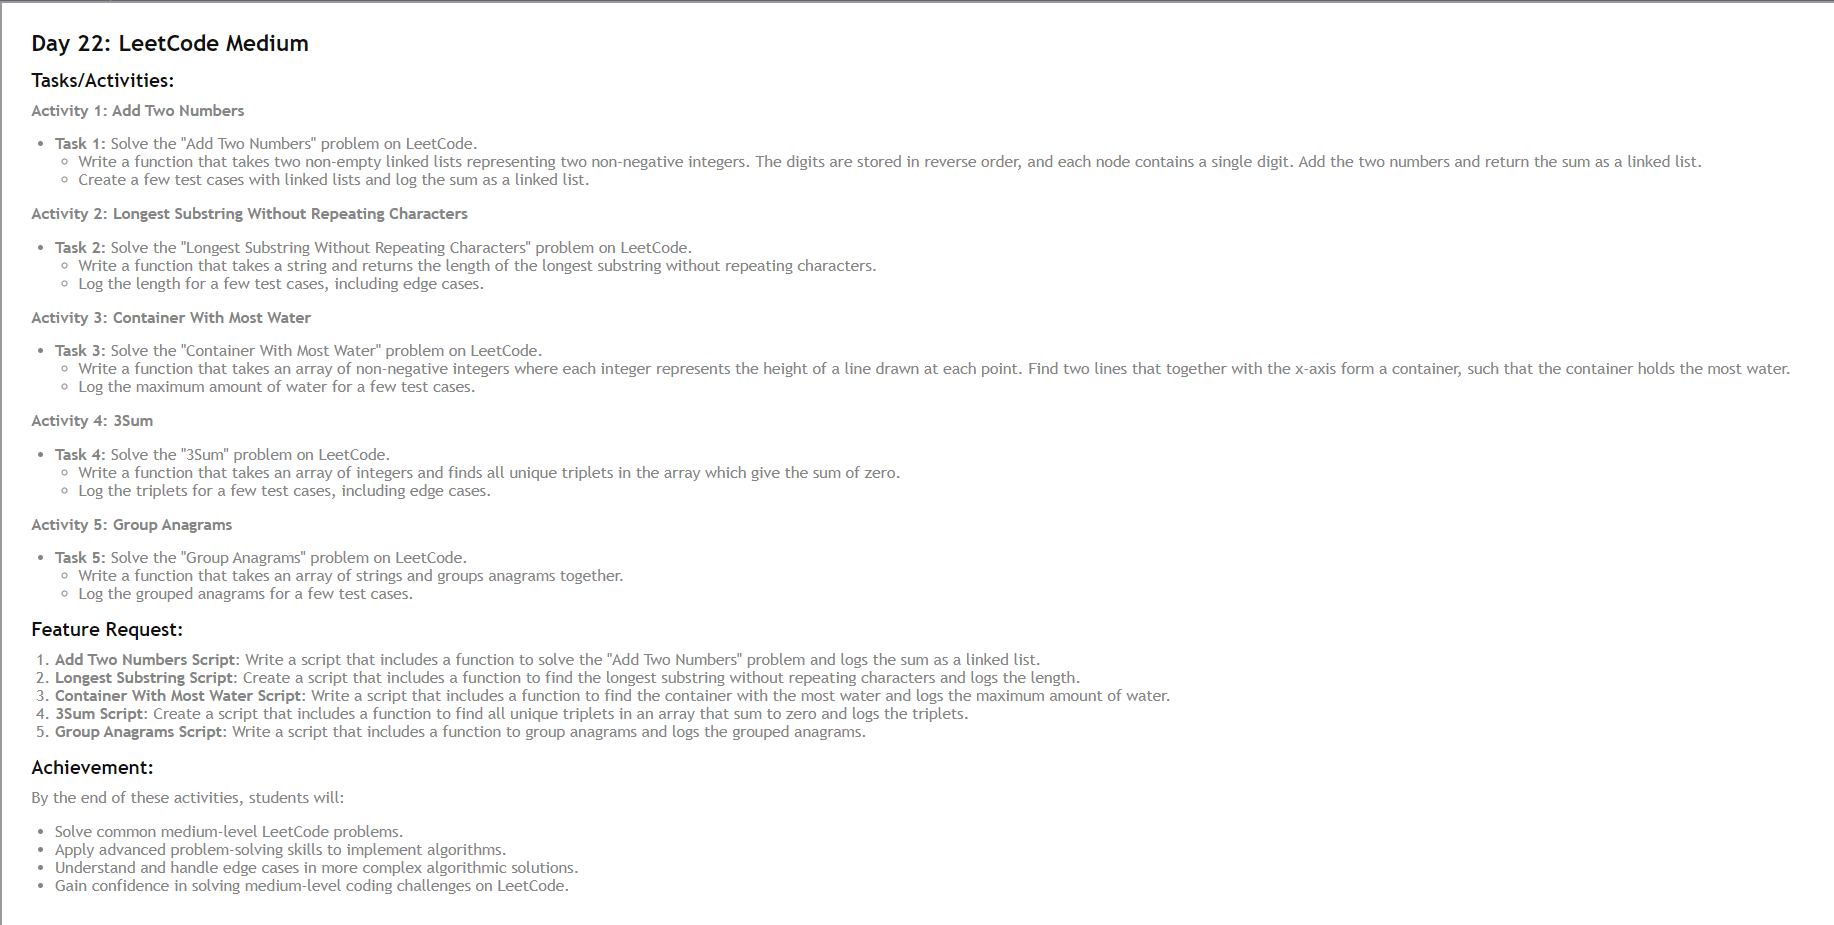 Day 22: LeetCode Medium
Tasks/Activities:
Activity 1: Add Two Numbers
• Task 1: Solve the "Add Two Numbers" problem on LeetCode.
◦ Write a function that takes two non-empty linked lists representing two non-negative integers. The digits are stored in reverse order, and each node contains a single digit. Add the two numbers and return the sum as a linked list.
◦ Create a few test cases with linked lists and log the sum as a linked list.
Activity 2: Longest Substring Without Repeating Characters
• Task 2: Solve the "Longest Substring Without Repeating Characters" problem on LeetCode.
◦ Write a function that takes a string and returns the length of the longest substring without repeating characters.
◦ Log the length for a few test cases, including edge cases.
Activity 3: Container With Most Water
• Task 3: Solve the "Container With Most Water" problem on LeetCode.
◦ Write a function that takes an array of non-negative integers where each integer represents the height of a line drawn at each point. Find two lines that together with the x-axis form a container, such that the container holds the most water.
◦ Log the maximum amount of water for a few test cases.
Activity 4: 3Sum
• Task 4: Solve the "3Sum" problem on LeetCode.
◦ Write a function that takes an array of integers and finds all unique triplets in the array which give the sum of zero.
◦ Log the triplets for a few test cases, including edge cases.
Activity 5: Group Anagrams
• Task 5: Solve the "Group Anagrams" problem on LeetCode.
◦ Write a function that takes an array of strings and groups anagrams together.
◦ Log the grouped anagrams for a few test cases.
Feature Request:
1. Add Two Numbers Script: Write a script that includes a function to solve the "Add Two Numbers" problem and logs the sum as a linked list.
2. Longest Substring Script: Create a script that includes a function to find the longest substring without repeating characters and logs the length.
3. Container With Most Water Script: Write a script that includes a function to find the container with the most water and logs the maximum amount of water.
4. 3Sum Script: Create a script that includes a function to find all unique triplets in an array that sum to zero and logs the triplets.
5. Group Anagrams Script: Write a script that includes a function to group anagrams and logs the grouped anagrams.
Achievement:
By the end of these activities, students will:
• Solve common medium-level LeetCode problems.
• Apply advanced problem-solving skills to implement algorithms.
• Understand and handle edge cases in more complex algorithmic solutions.
• Gain confidence in solving medium-level coding challenges on LeetCode.